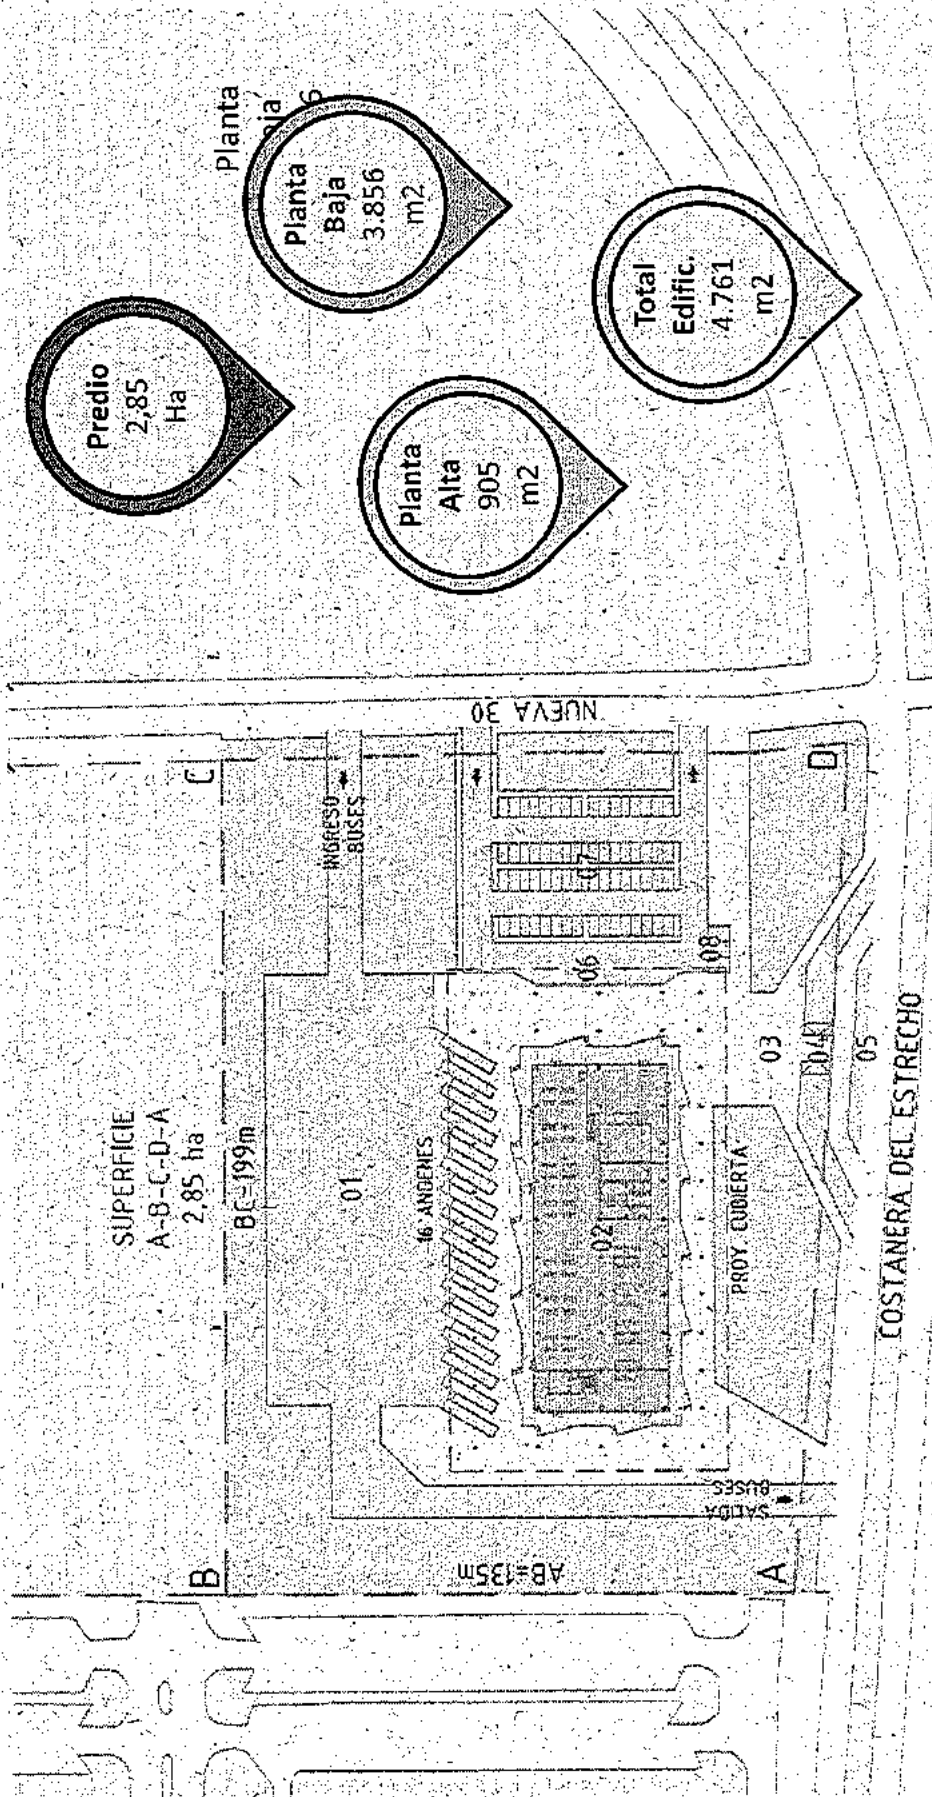 Predio
2,85
Ha
Planta
Planta
Baja
3.856
m2
Planta
Alta
905
m2
Total
Edific.
4.761
m2
SUPERFICIE
A-B-C-D-A
2,85 ha
BC=199m
B
C
INGRESO
BUSES
NUEVA 30
01
16 ANDENES
02
06
07
08
PROY. CUBIERTA
03
04
05
SALIDA
BUSES
AB=135m
A
D
COSTANERA DEL ESTRECHO